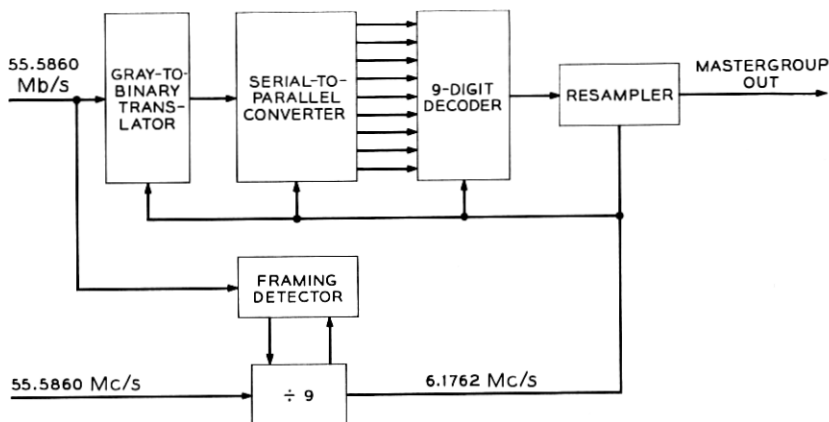 55.5860
Mb/s
GRAY-TO-
BINARY
TRANS-
LATOR
SERIAL-TO-
PARALLEL
CONVERTER
9-DIGIT
DECODER
RESAMPLER
MASTERGROUP
OUT
FRAMING
DETECTOR
55.5860 Mc/s
÷ 9
6.1762 Mc/s